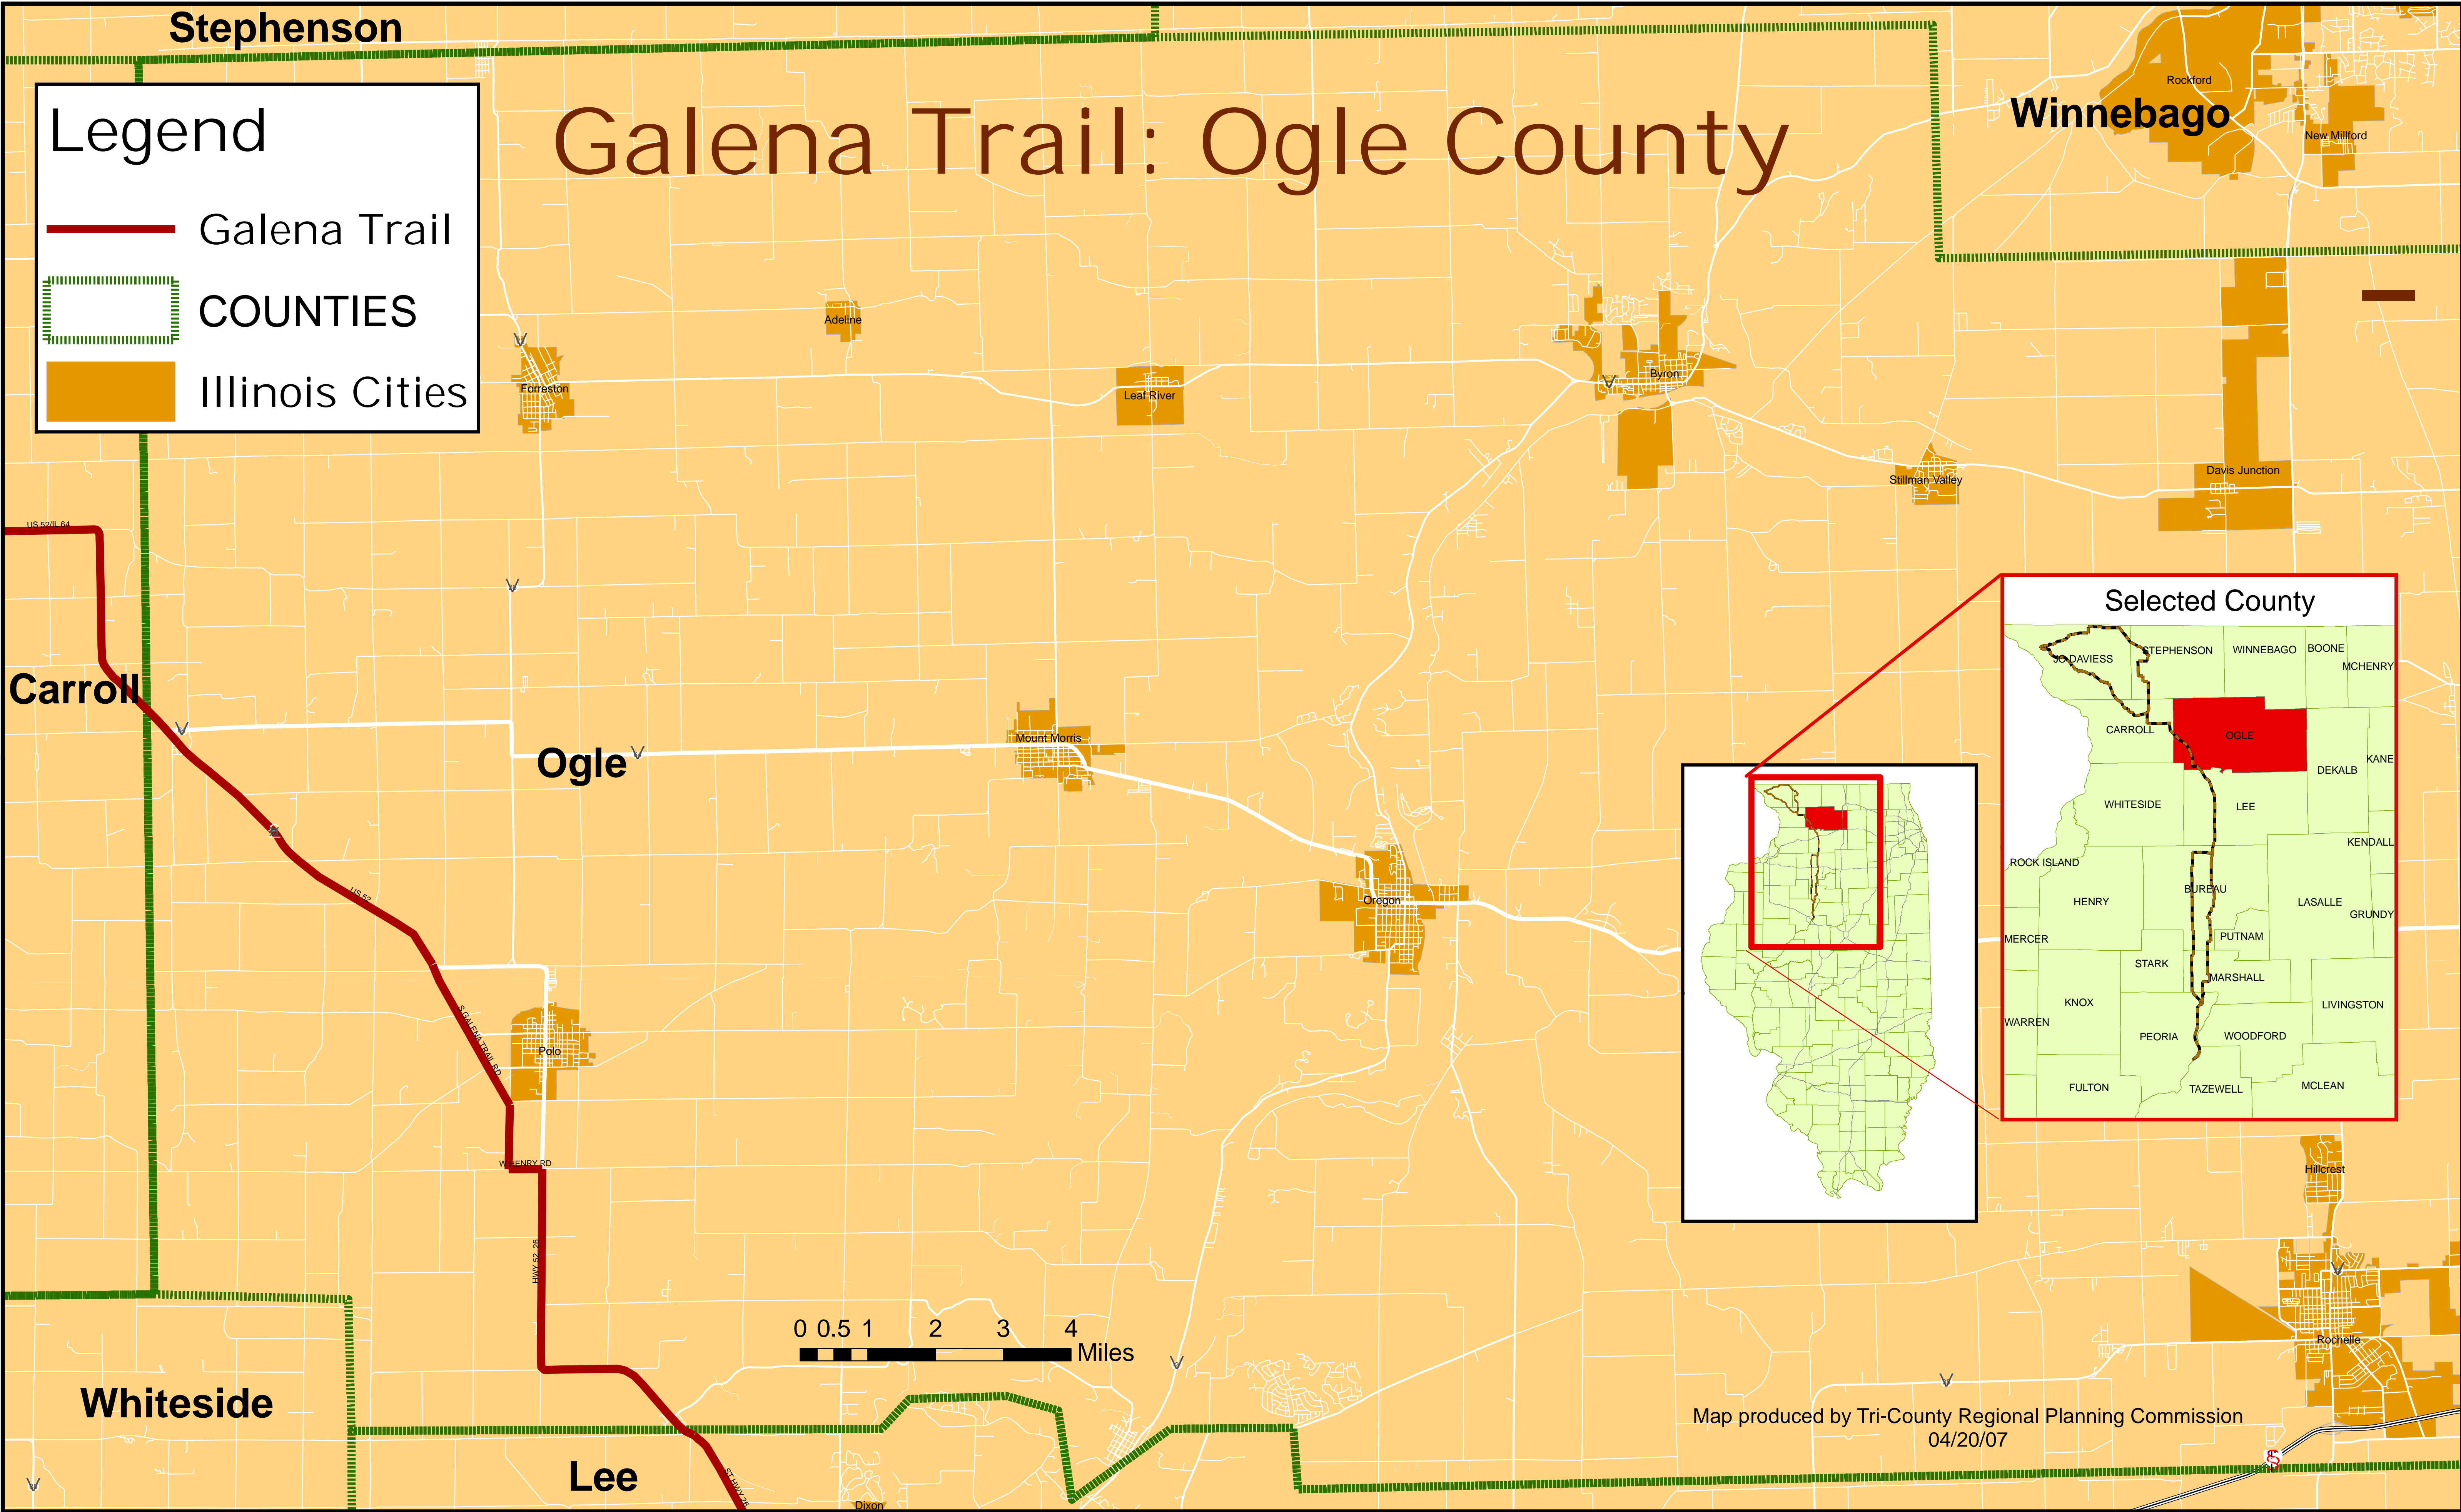 Stephenson
Galena Trail: Ogle County
Legend
Galena Trail
COUNTIES
Illinois Cities
Rockford
Winnebago
New Millford
Adeline
Forreston
Leaf River
Byron
Stillman Valley
Davis Junction
US 52/IL 64
Carroll
Ogle
Mount Morris
US 52
Oregon
S GALENA TRAIL RD
Polo
W HENRY RD
HWY 52, 26
Selected County
JO DAVIESS
STEPHENSON
WINNEBAGO
BOONE
MCHENRY
CARROLL
OGLE
KANE
DEKALB
WHITESIDE
LEE
KENDALL
ROCK ISLAND
BUREAU
HENRY
LASALLE
GRUNDY
MERCER
PUTNAM
STARK
MARSHALL
KNOX
LIVINGSTON
WARREN
PEORIA
WOODFORD
FULTON
TAZEWELL
MCLEAN
Hillcrest
Rochelle
0 0.5 1 2 3 4
Miles
Whiteside
Lee
ST HWY 26
Dixon
Map produced by Tri-County Regional Planning Commission
04/20/07